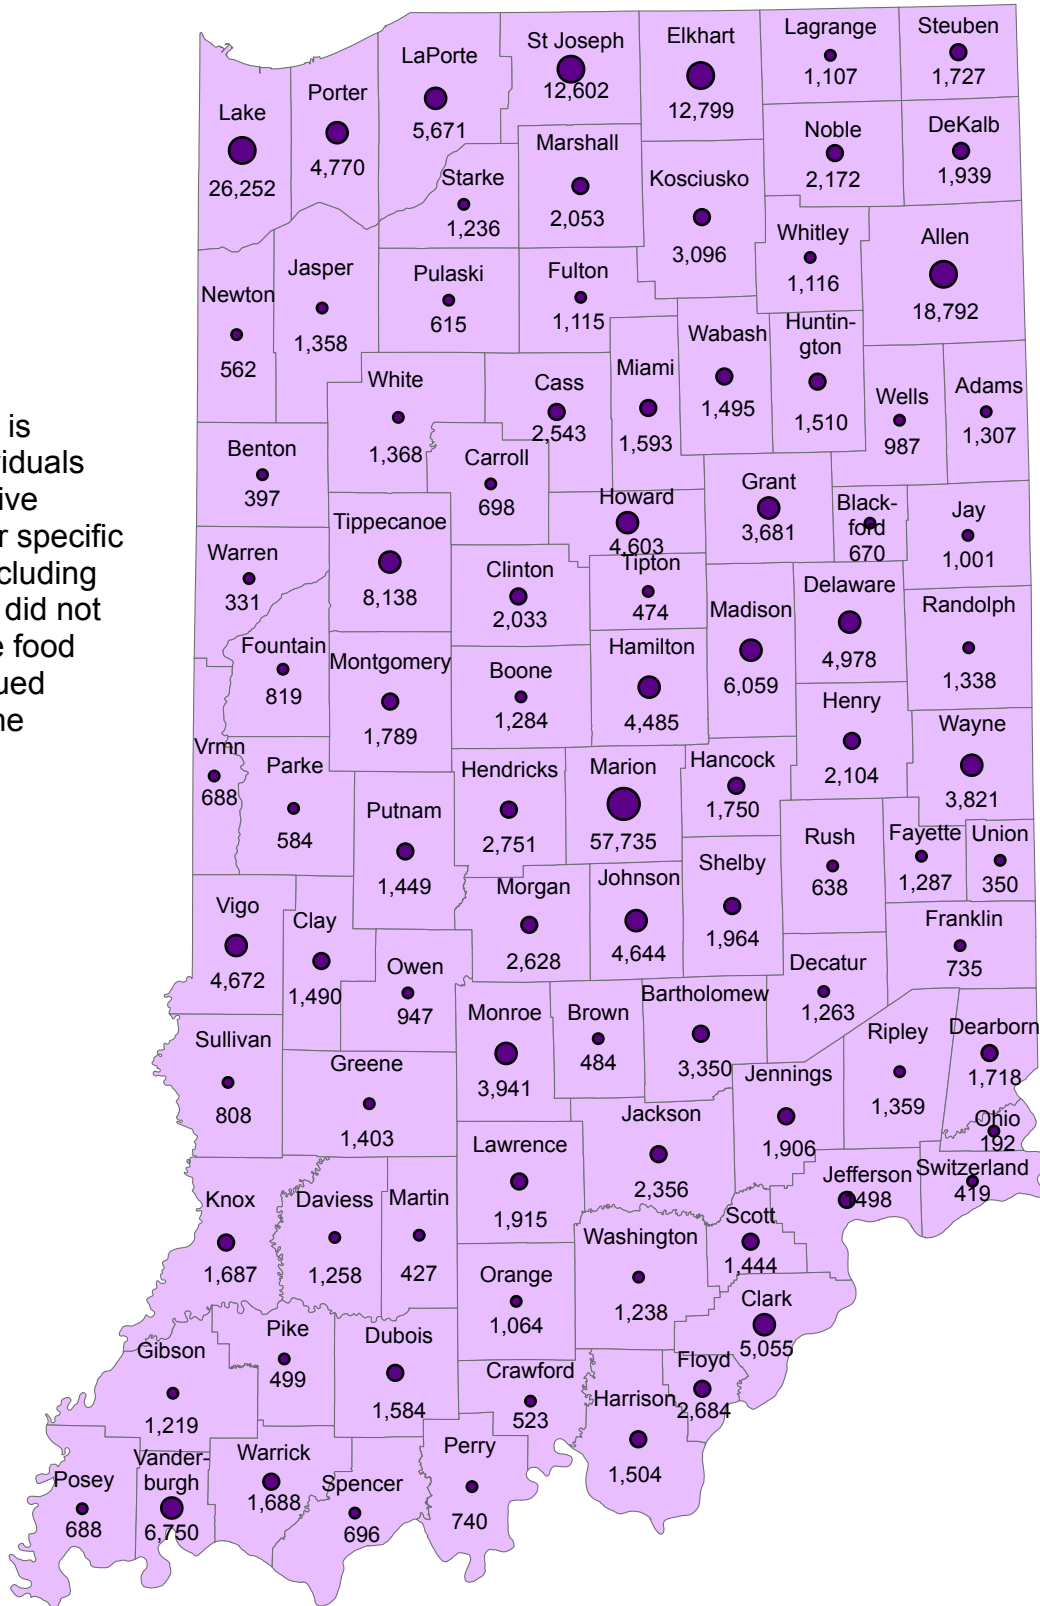 LaPorte
5,671
St Joseph
12,602
Elkhart
12,799
Lagrange
1,107
Steuben
1,727
Lake
26,252
Porter
4,770
Starke
1,236
Marshall
2,053
Kosciusko
3,096
Noble
2,172
DeKalb
1,939
Whitley
1,116
Allen
18,792
Newton
562
Jasper
1,358
Pulaski
615
Fulton
1,115
Wabash
1,495
Huntin-
gton
1,510
White
1,368
Cass
2,543
Miami
1,593
Wells
987
Adams
1,307
Benton
397
Carroll
698
Howard
4,603
Grant
3,681
Black-
ford
670
Jay
1,001
Warren
331
Tippecanoe
8,138
Clinton
2,033
Tipton
474
Madison
6,059
Delaware
4,978
Randolph
1,338
Fountain
819
Montgomery
1,789
Boone
1,284
Hamilton
4,485
Henry
2,104
Wayne
3,821
Vrmn
688
Parke
584
Putnam
1,449
Hendricks
2,751
Marion
57,735
Hancock
1,750
Rush
638
Fayette
1,287
Union
350
Vigo
4,672
Clay
1,490
Owen
947
Morgan
2,628
Johnson
4,644
Shelby
1,964
Decatur
1,263
Franklin
735
Sullivan
808
Greene
1,403
Monroe
3,941
Brown
484
Bartholomew
3,350
Jennings
1,906
Ripley
1,359
Dearborn
1,718
Ohio
192
Knox
1,687
Daviess
1,258
Martin
427
Lawrence
1,915
Jackson
2,356
Jefferson
498
Switzerland
419
Scott
1,444
Washington
1,238
Orange
1,064
Clark
5,055
Gibson
1,219
Pike
499
Dubois
1,584
Crawford
523
Harrison
1,504
Floyd
2,684
Posey
688
Vander-
burgh
6,750
Warrick
1,688
Spencer
696
Perry
740
is
viduals
ive
r specific
cluding
did not
e food
ued
ne